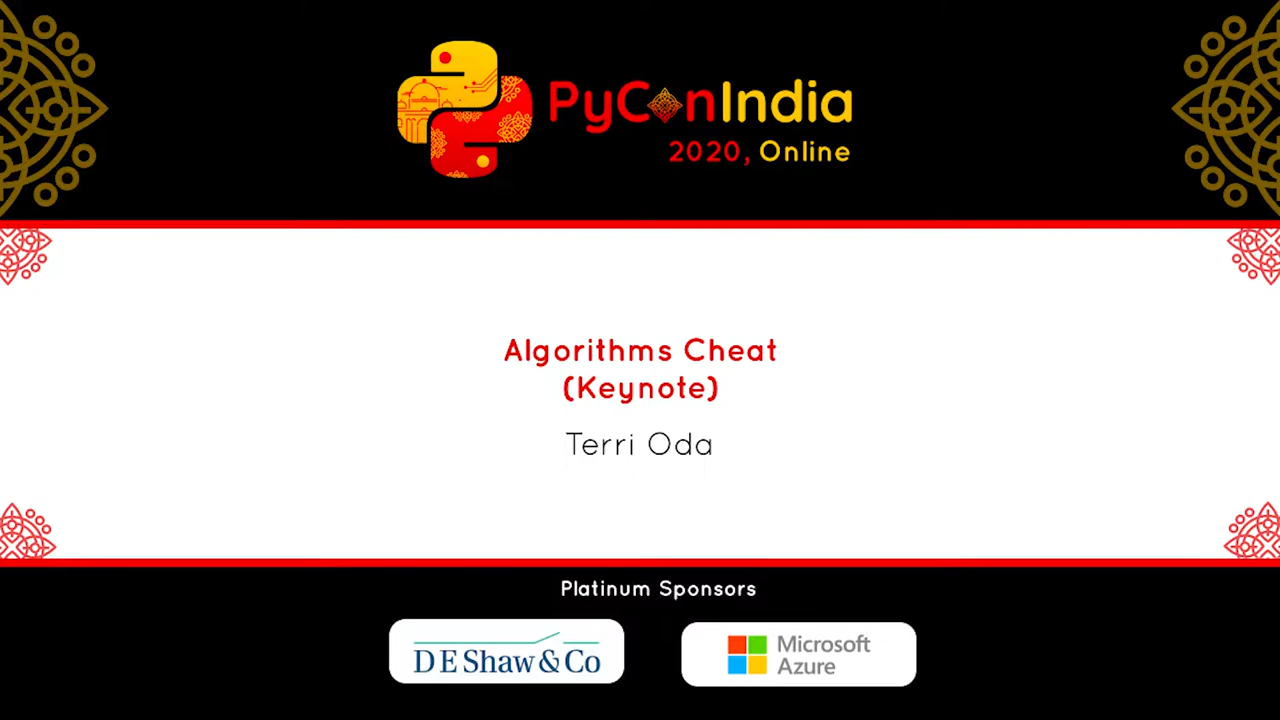 PyConIndia
2020, Online
Algorithms Cheat
(Keynote)
Terri Oda
Platinum Sponsors
D E Shaw & Co
Microsoft
Azure